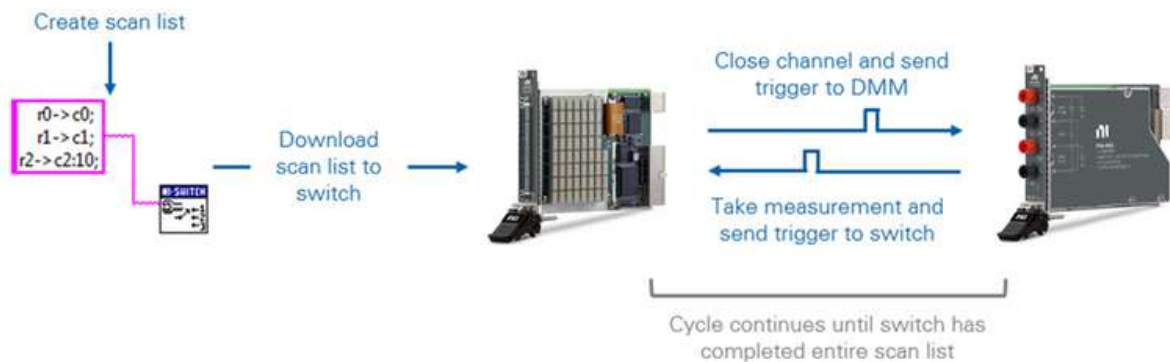 Create scan list
r0->c0;
r1->c1;
r2->c2:10;
NI-SWITCH
Download
scan list to
switch
Close channel and send
trigger to DMM
Take measurement and
send trigger to switch
Cycle continues until switch has
completed entire scan list